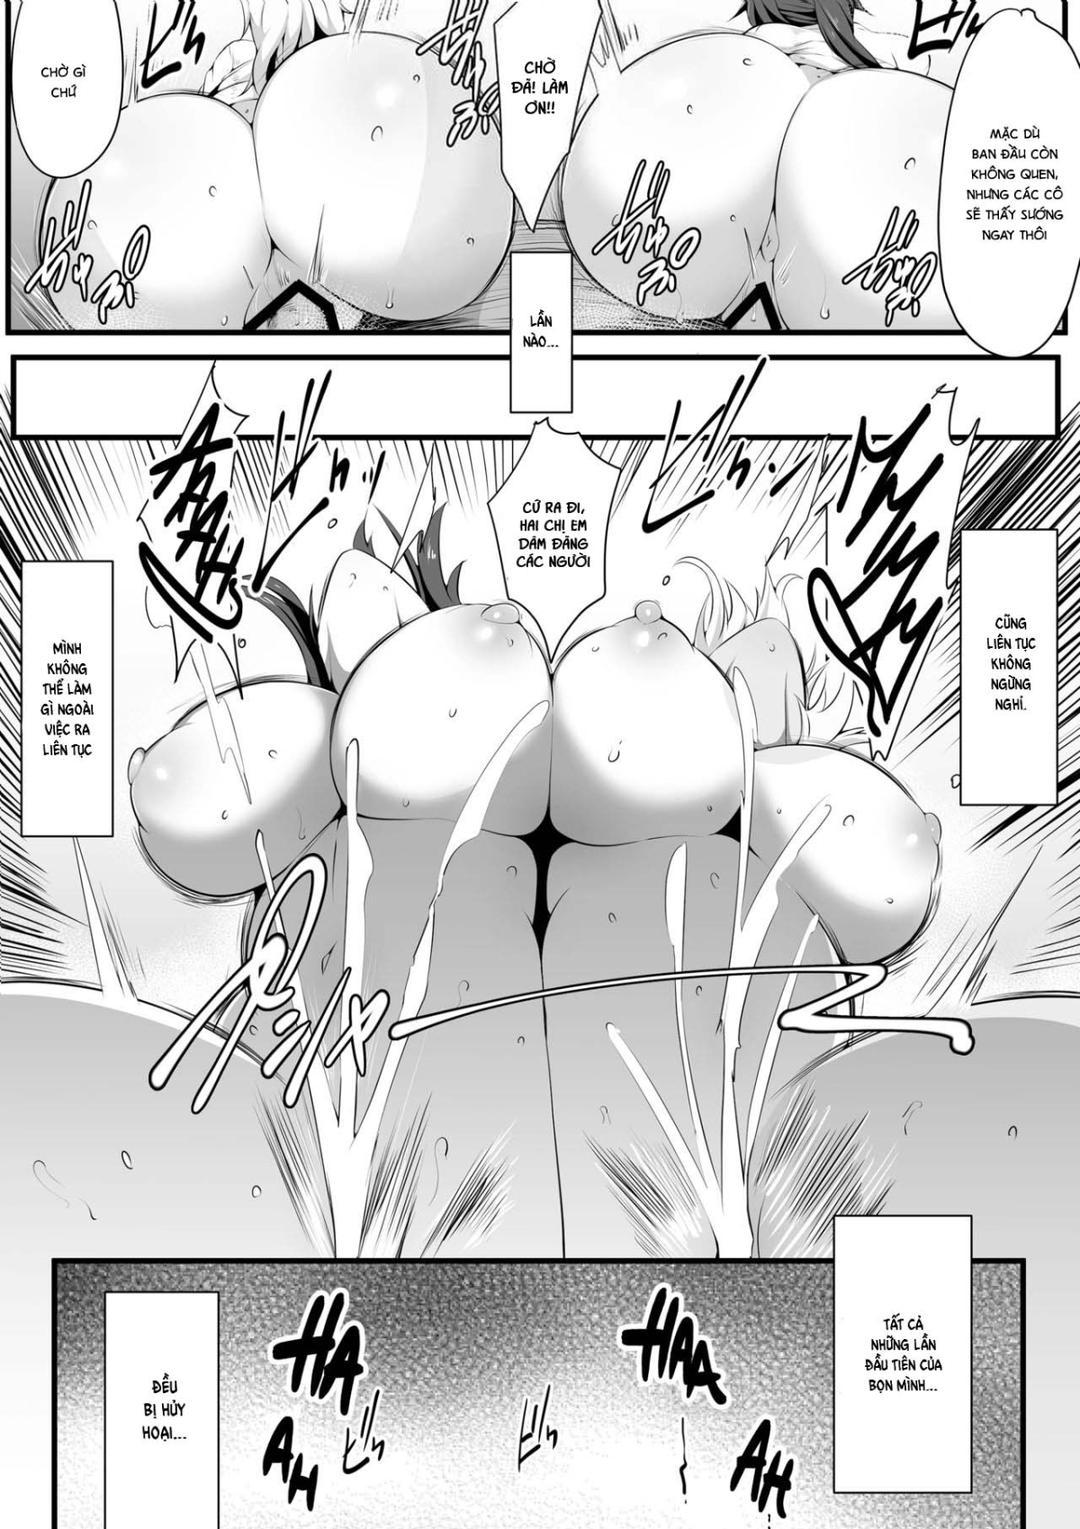 MẶC DÙ
BAN ĐẦU CÒN
KHÔNG QUEN,
NHƯNG CÁC CÔ
SẼ THẤY SƯỚNG
NGAY THÔI
CHỜ
ĐÃ! LÀM
ƠN!!
CHỜ GÌ
CHỨ
LẦN
NÀO...
CŨNG
LIÊN TỤC
KHÔNG
NGỪNG
NGHỈ.
CỨ RA ĐI,
HAI CHỊ EM
DÂM ĐÃNG
CÁC NGƯỜI
MÌNH
KHÔNG
THỂ LÀM
GÌ NGOÀI
VIỆC RA
LIÊN TỤC
TẤT CẢ
NHỮNG LẦN
ĐẦU TIÊN CỦA
BỌN MÌNH...
HAA
AH
HA
AH
ĐỀU
BỊ HỦY
HOẠI...